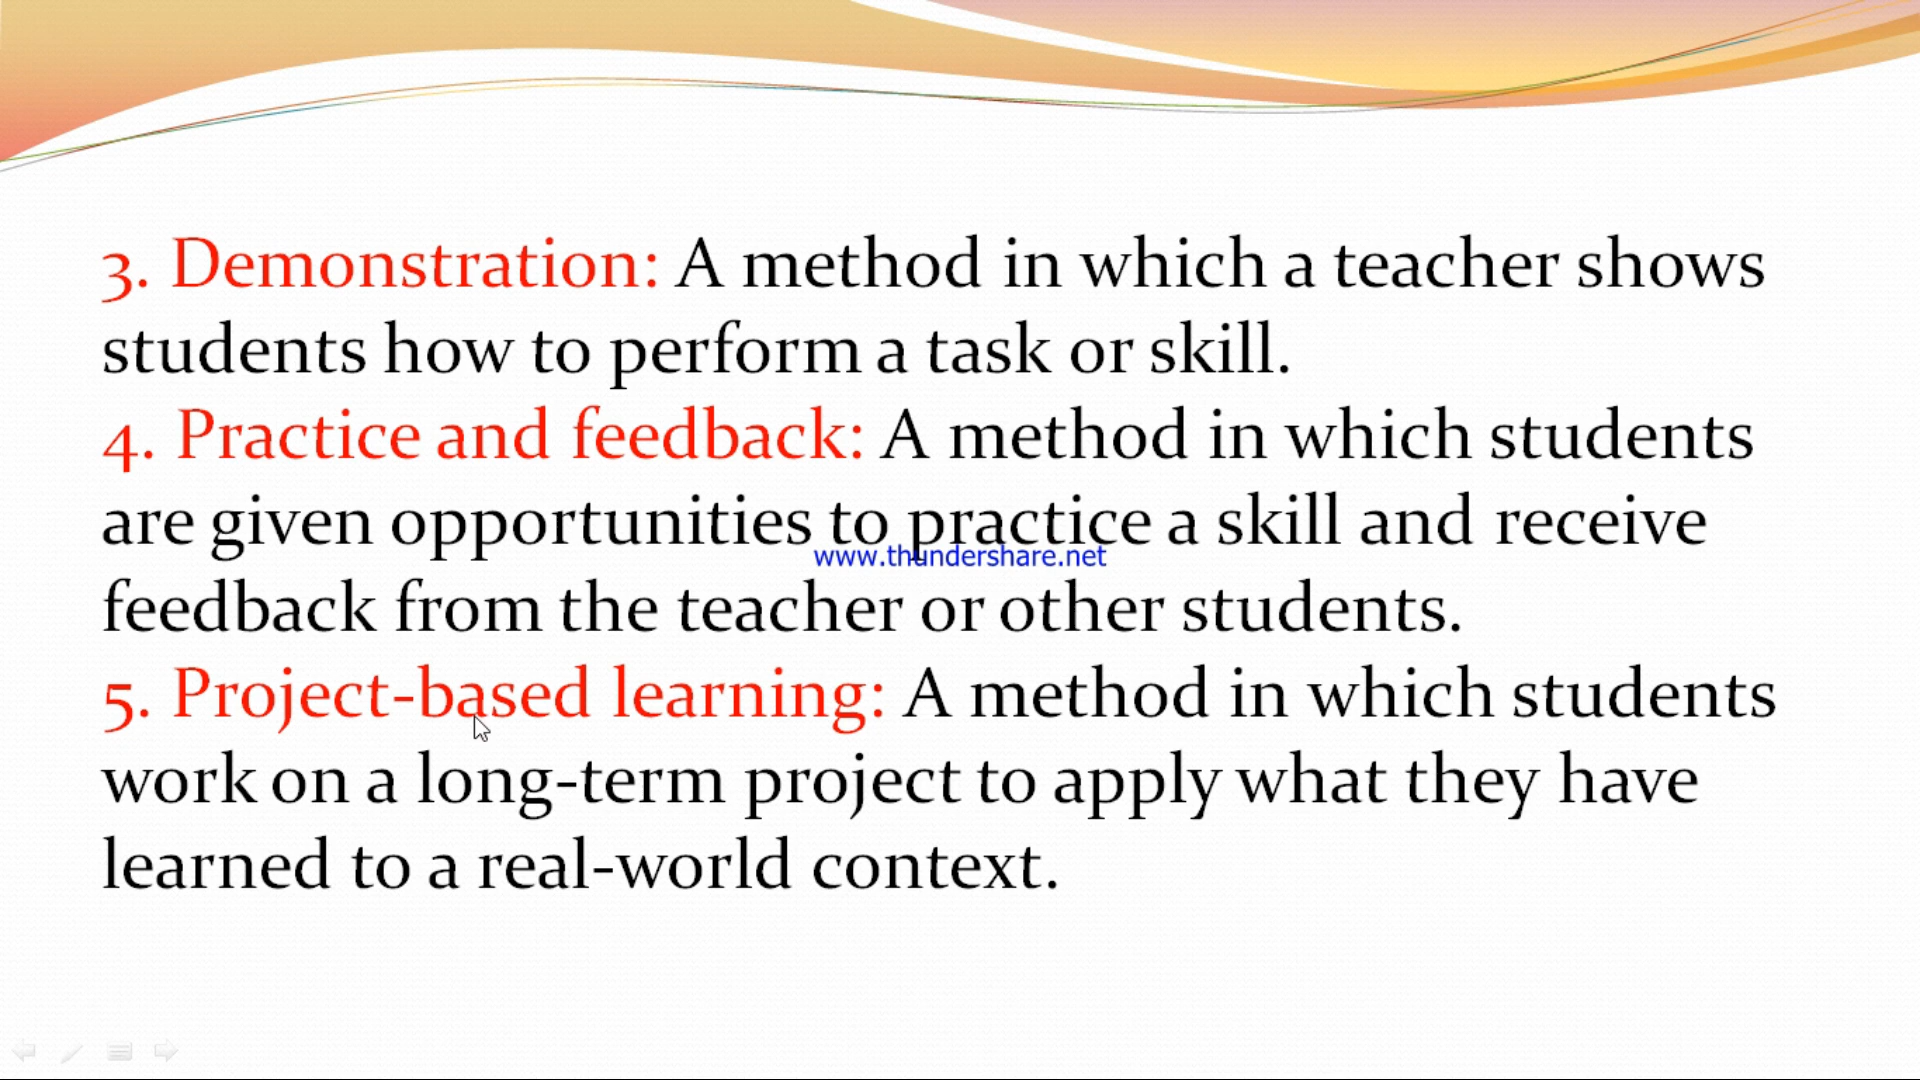 3. Demonstration: A method in which a teacher shows
students how to perform a task or skill.
4. Practice and feedback: A method in which students
are given opportunities to practice a skill and receive
www.thundershare.net
feedback from the teacher or other students.
5. Project-based learning: A method in which students
work on a long-term project to apply what they have
learned to a real-world context.